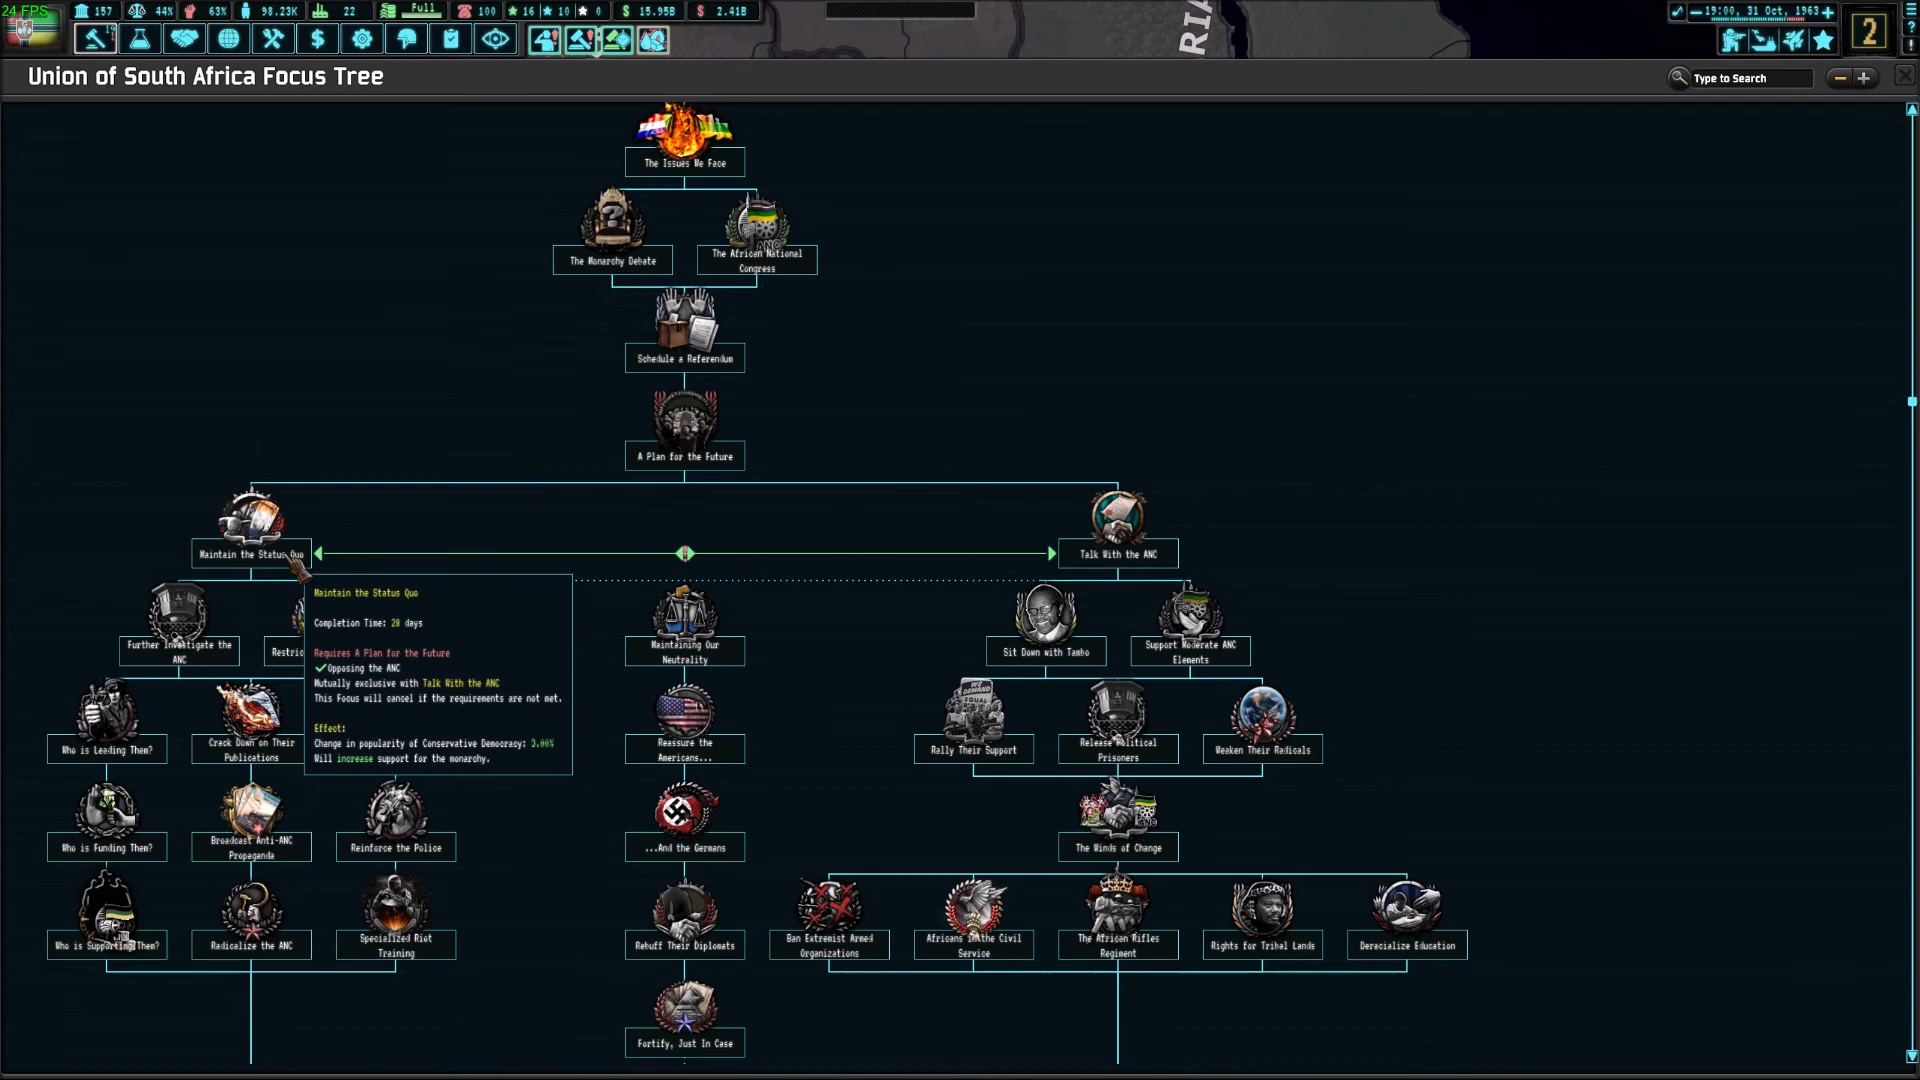 24 FPS
157
44%
63%
98.23K
22
Full
100
16
10
0
$ 15.95B
$ 2.41B
RIA
19:00, 31 Oct, 1963
2
Union of South Africa Focus Tree
Type to Search
The Issues We Face
The Monarchy Debate
The African National
Congress
Schedule a Referendum
A Plan for the Future
Maintain the Status Quo
Talk With the ANC
Further Investigate the
ANC
Restric
Maintain the Status Quo
Completion Time: 20 days
Requires A Plan for the Future
Opposing the ANC
Mutually exclusive with Talk With the ANC
This Focus will cancel if the requirements are not met.
Effect:
Change in popularity of Conservative Democracy: 3.00%
Will increase support for the monarchy.
Maintaining Our
Neutrality
Sit Down with Tambo
Support Moderate ANC
Elements
Who is Leading Them?
Crack Down on Their
Publications
Reassure the
Americans...
Rally Their Support
Release Political
Prisoners
Weaken Their Radicals
Who is Funding Them?
Broadcast Anti-ANC
Propaganda
Reinforce the Police
...And the Germans
The Winds of Change
Who is Supporting Them?
Radicalize the ANC
Specialized Riot
Training
Rebuff Their Diplomats
Ban Extremist Armed
Organizations
Africans in the Civil
Service
The African Rifles
Regiment
Rights for Tribal Lands
Deracialize Education
Fortify, Just In Case